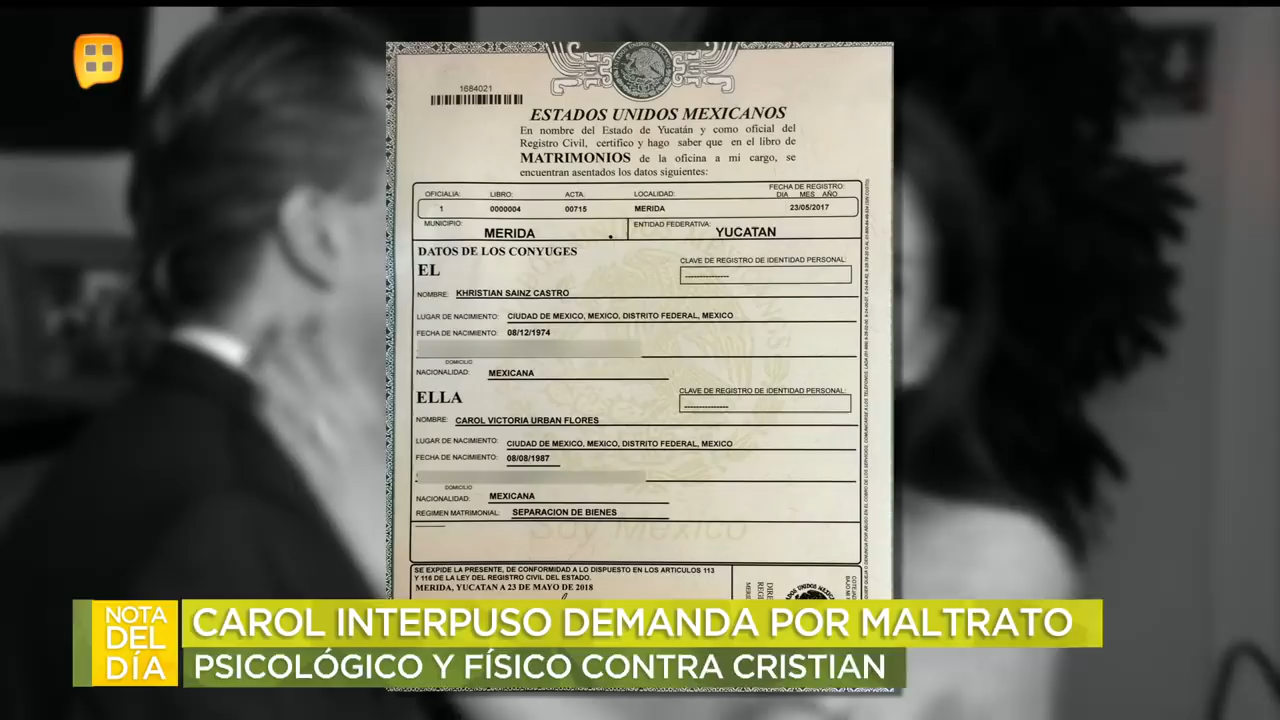 1684021
ESTADOS UNIDOS MEXICANOS
En nombre del Estado de Yucatán y como oficial del
Registro Civil, certifico y hago saber que en el libro de
MATRIMONIOS de la oficina a mi cargo, se
encuentran asentados los datos siguientes:
OFICIALIA: LIBRO: ACTA: LOCALIDAD: FECHA DE REGISTRO:
DIA MES AÑO
1 0000004 00715 MERIDA 23/05/2017
MUNICIPIO: MERIDA ENTIDAD FEDERATIVA: YUCATAN
DATOS DE LOS CONYUGES
EL
CLAVE DE REGISTRO DE IDENTIDAD PERSONAL:
---------------
NOMBRE: KHRISTIAN SAINZ CASTRO
LUGAR DE NACIMIENTO: CIUDAD DE MEXICO, MEXICO, DISTRITO FEDERAL, MEXICO
FECHA DE NACIMIENTO: 08/12/1974
DOMICILIO
NACIONALIDAD: MEXICANA
ELLA
CLAVE DE REGISTRO DE IDENTIDAD PERSONAL:
---------------
NOMBRE: CAROL VICTORIA URBAN FLORES
LUGAR DE NACIMIENTO: CIUDAD DE MEXICO, MEXICO, DISTRITO FEDERAL, MEXICO
FECHA DE NACIMIENTO: 08/08/1987
DOMICILIO
NACIONALIDAD: MEXICANA
REGIMEN MATRIMONIAL: SEPARACION DE BIENES
Soy México
SE EXPIDE LA PRESENTE, DE CONFORMIDAD A LO DISPUESTO EN LOS ARTICULOS 113
Y 116 DE LA LEY DEL REGISTRO CIVIL DEL ESTADO.
MERIDA, YUCATAN A 23 DE MAYO DE 2018
NOTA
DEL
DÍA
CAROL INTERPUSO DEMANDA POR MALTRATO
PSICOLÓGICO Y FÍSICO CONTRA CRISTIAN